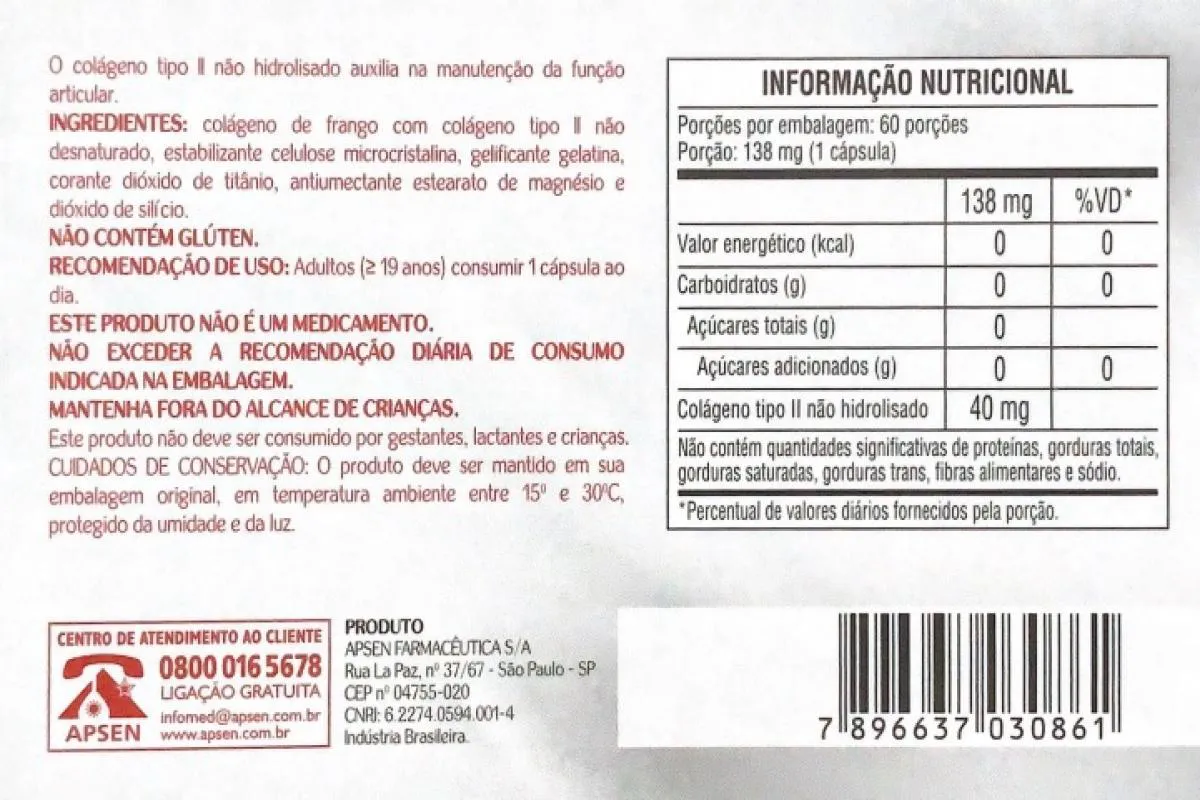 O colágeno tipo II não hidrolisado auxilia na manutenção da função
articular.
INGREDIENTES: colágeno de frango com colágeno tipo II não
desnaturado, estabilizante celulose microcristalina, gelificante gelatina,
corante dióxido de titânio, antiumectante estearato de magnésio e
dióxido de silício.
NÃO CONTÉM GLÚTEN.
RECOMENDAÇÃO DE USO: Adultos (≥ 19 anos) consumir 1 cápsula ao
dia.
ESTE PRODUTO NÃO É UM MEDICAMENTO.
NÃO EXCEDER A RECOMENDAÇÃO DIÁRIA DE CONSUMO
INDICADA NA EMBALAGEM.
MANTENHA FORA DO ALCANCE DE CRIANÇAS.
Este produto não deve ser consumido por gestantes, lactantes e crianças.
CUIDADOS DE CONSERVAÇÃO: O produto deve ser mantido em sua
embalagem original, em temperatura ambiente entre 15º e 30ºC,
protegido da umidade e da luz.
INFORMAÇÃO NUTRICIONAL
Porções por embalagem: 60 porções
Porção: 138 mg (1 cápsula)
138 mg %VD*
Valor energético (kcal) 0 0
Carboidratos (g) 0 0
Açúcares totais (g) 0
Açúcares adicionados (g) 0 0
Colágeno tipo II não hidrolisado 40 mg
Não contém quantidades significativas de proteínas, gorduras totais,
gorduras saturadas, gorduras trans, fibras alimentares e sódio.
*Percentual de valores diários fornecidos pela porção.
CENTRO DE ATENDIMENTO AO CLIENTE
0800 016 5678
LIGAÇÃO GRATUITA
infomed@apsen.com.br
www.apsen.com.br
APSEN
PRODUTO
APSEN FARMACÊUTICA S/A
Rua La Paz, nº 37/67 - São Paulo - SP
CEP nº 04755-020
CNRI: 6.2274.0594.001-4
Indústria Brasileira.
7 896637 030861